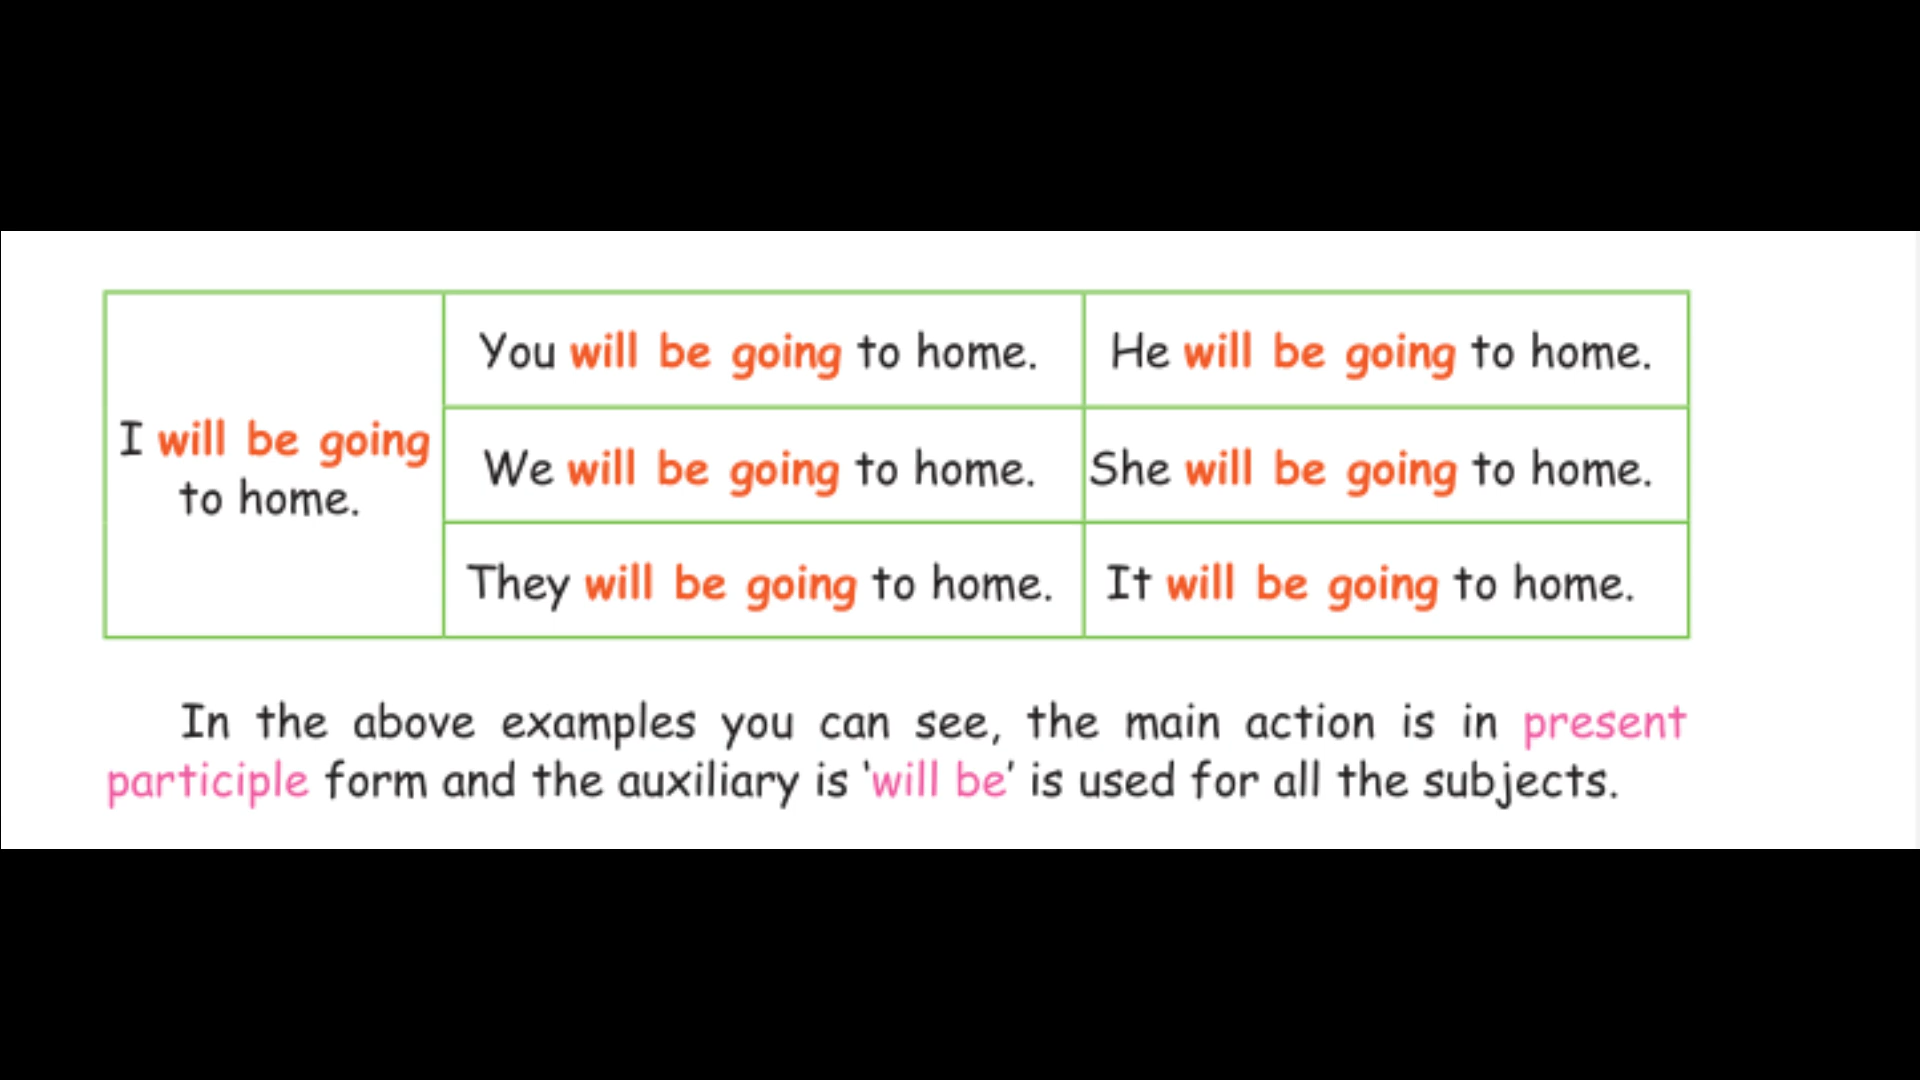 I will be going
to home.
You will be going to home.
He will be going to home.
We will be going to home.
She will be going to home.
They will be going to home.
It will be going to home.
In the above examples you can see, the main action is in present
participle form and the auxiliary is ‘will be’ is used for all the subjects.